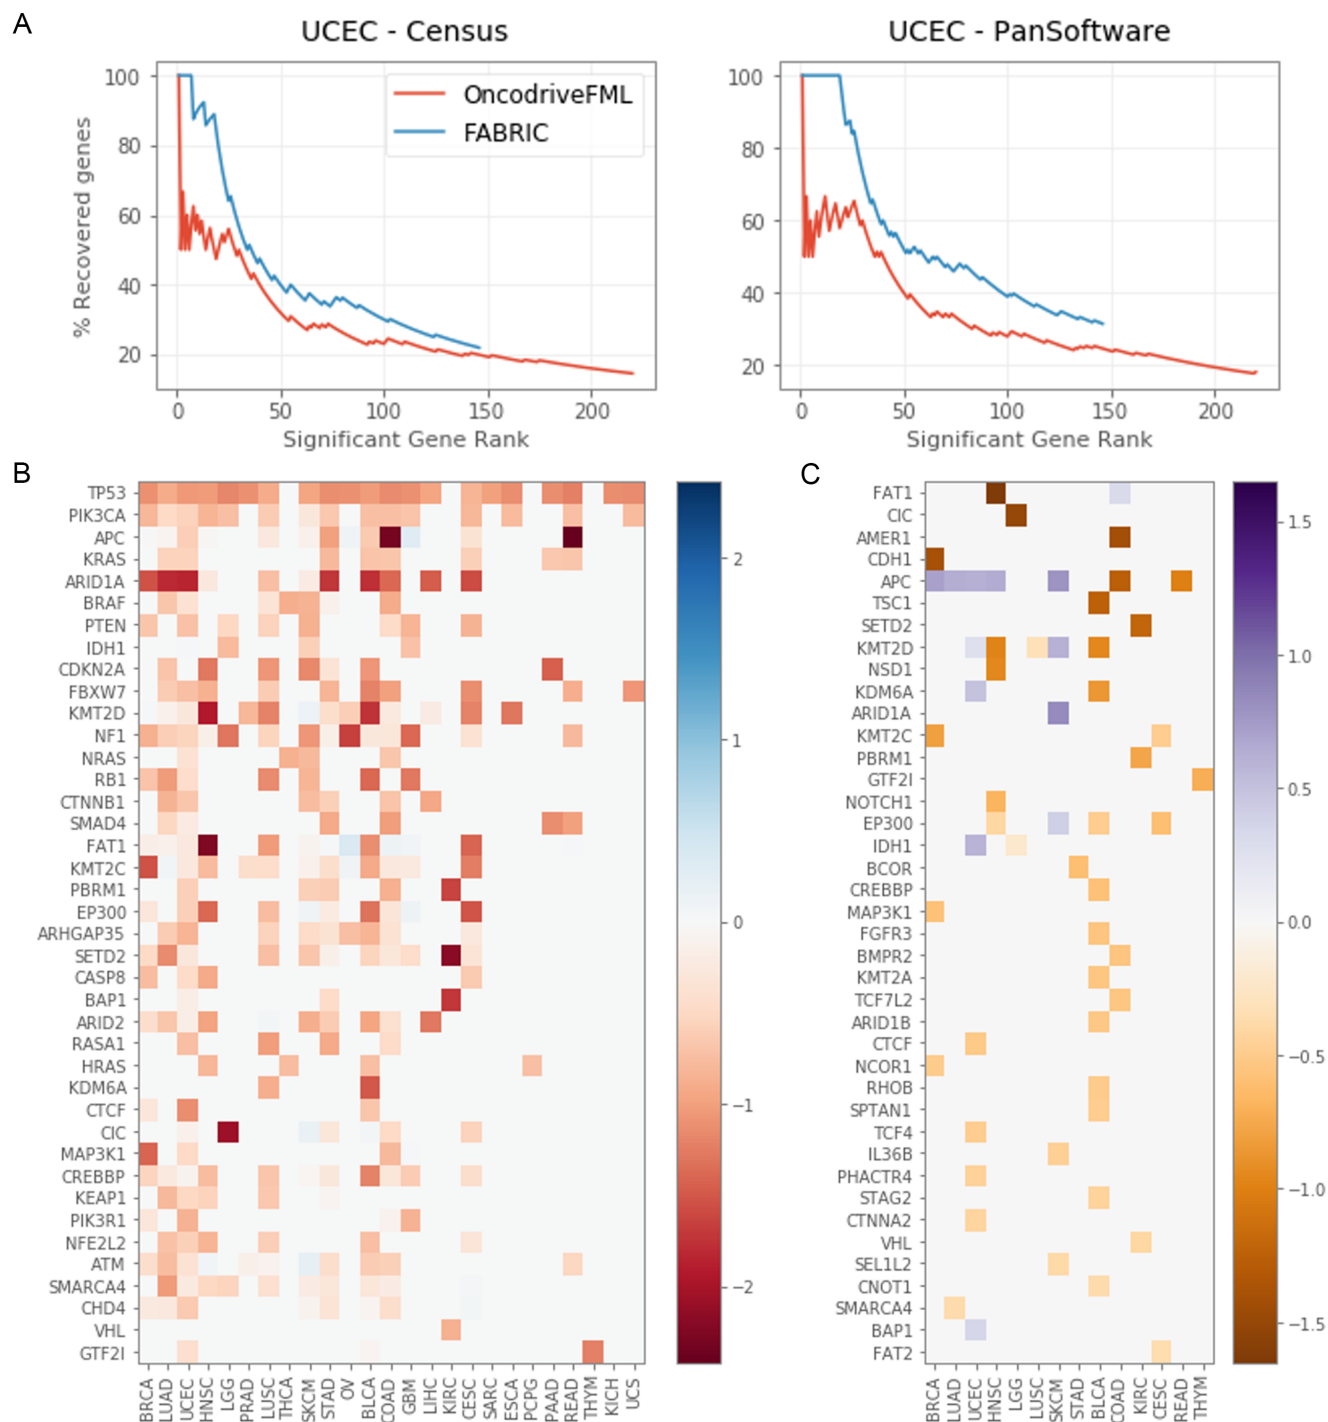 A
UCEC - Census
UCEC - PanSoftware
% Recovered genes
100
80
60
40
20
OncodriveFML
FABRIC
0 50 100 150 200
Significant Gene Rank
100
80
60
40
20
0 50 100 150 200
Significant Gene Rank
B
TP53
PIK3CA
APC
KRAS
ARID1A
BRAF
PTEN
IDH1
CDKN2A
FBXW7
KMT2D
NF1
NRAS
RB1
CTNNB1
SMAD4
FAT1
KMT2C
PBRM1
EP300
ARHGAP35
SETD2
CASP8
BAP1
ARID2
RASA1
HRAS
KDM6A
CTCF
CIC
MAP3K1
CREBBP
KEAP1
PIK3R1
NFE2L2
ATM
SMARCA4
CHD4
VHL
GTF2I
BRCA LUAD UCEC HNSC LGG PRAD LUSC THCA SKCM STAD OV BLCA COAD GBM LIHC KIRC CESC SARC ESCA PCPG PAAD READ THYM KICH UCS
2
1
0
−1
−2
C
FAT1
CIC
AMER1
CDH1
APC
TSC1
SETD2
KMT2D
NSD1
KDM6A
ARID1A
KMT2C
PBRM1
GTF2I
NOTCH1
EP300
IDH1
BCOR
CREBBP
MAP3K1
FGFR3
BMPR2
KMT2A
TCF7L2
ARID1B
CTCF
NCOR1
RHOB
SPTAN1
TCF4
IL36B
PHACTR4
STAG2
CTNNA2
VHL
SEL1L2
CNOT1
SMARCA4
BAP1
FAT2
BRCA LUAD UCEC HNSC LGG LUSC SKCM STAD BLCA COAD KIRC CESC READ THYM
1.5
1.0
0.5
0.0
−0.5
−1.0
−1.5